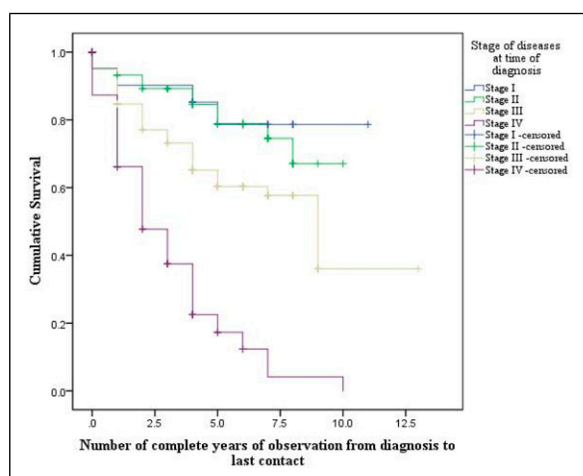 Stage of diseases
at time of
diagnosis
Stage I
Stage II
Stage III
Stage IV
Stage I -censored
Stage II -censored
Stage III -censored
Stage IV -censored
Cumulative Survival
1.0
0.8
0.6
0.4
0.2
0.0
.0
2.5
5.0
7.5
10.0
12.5
Number of complete years of observation from diagnosis to
last contact